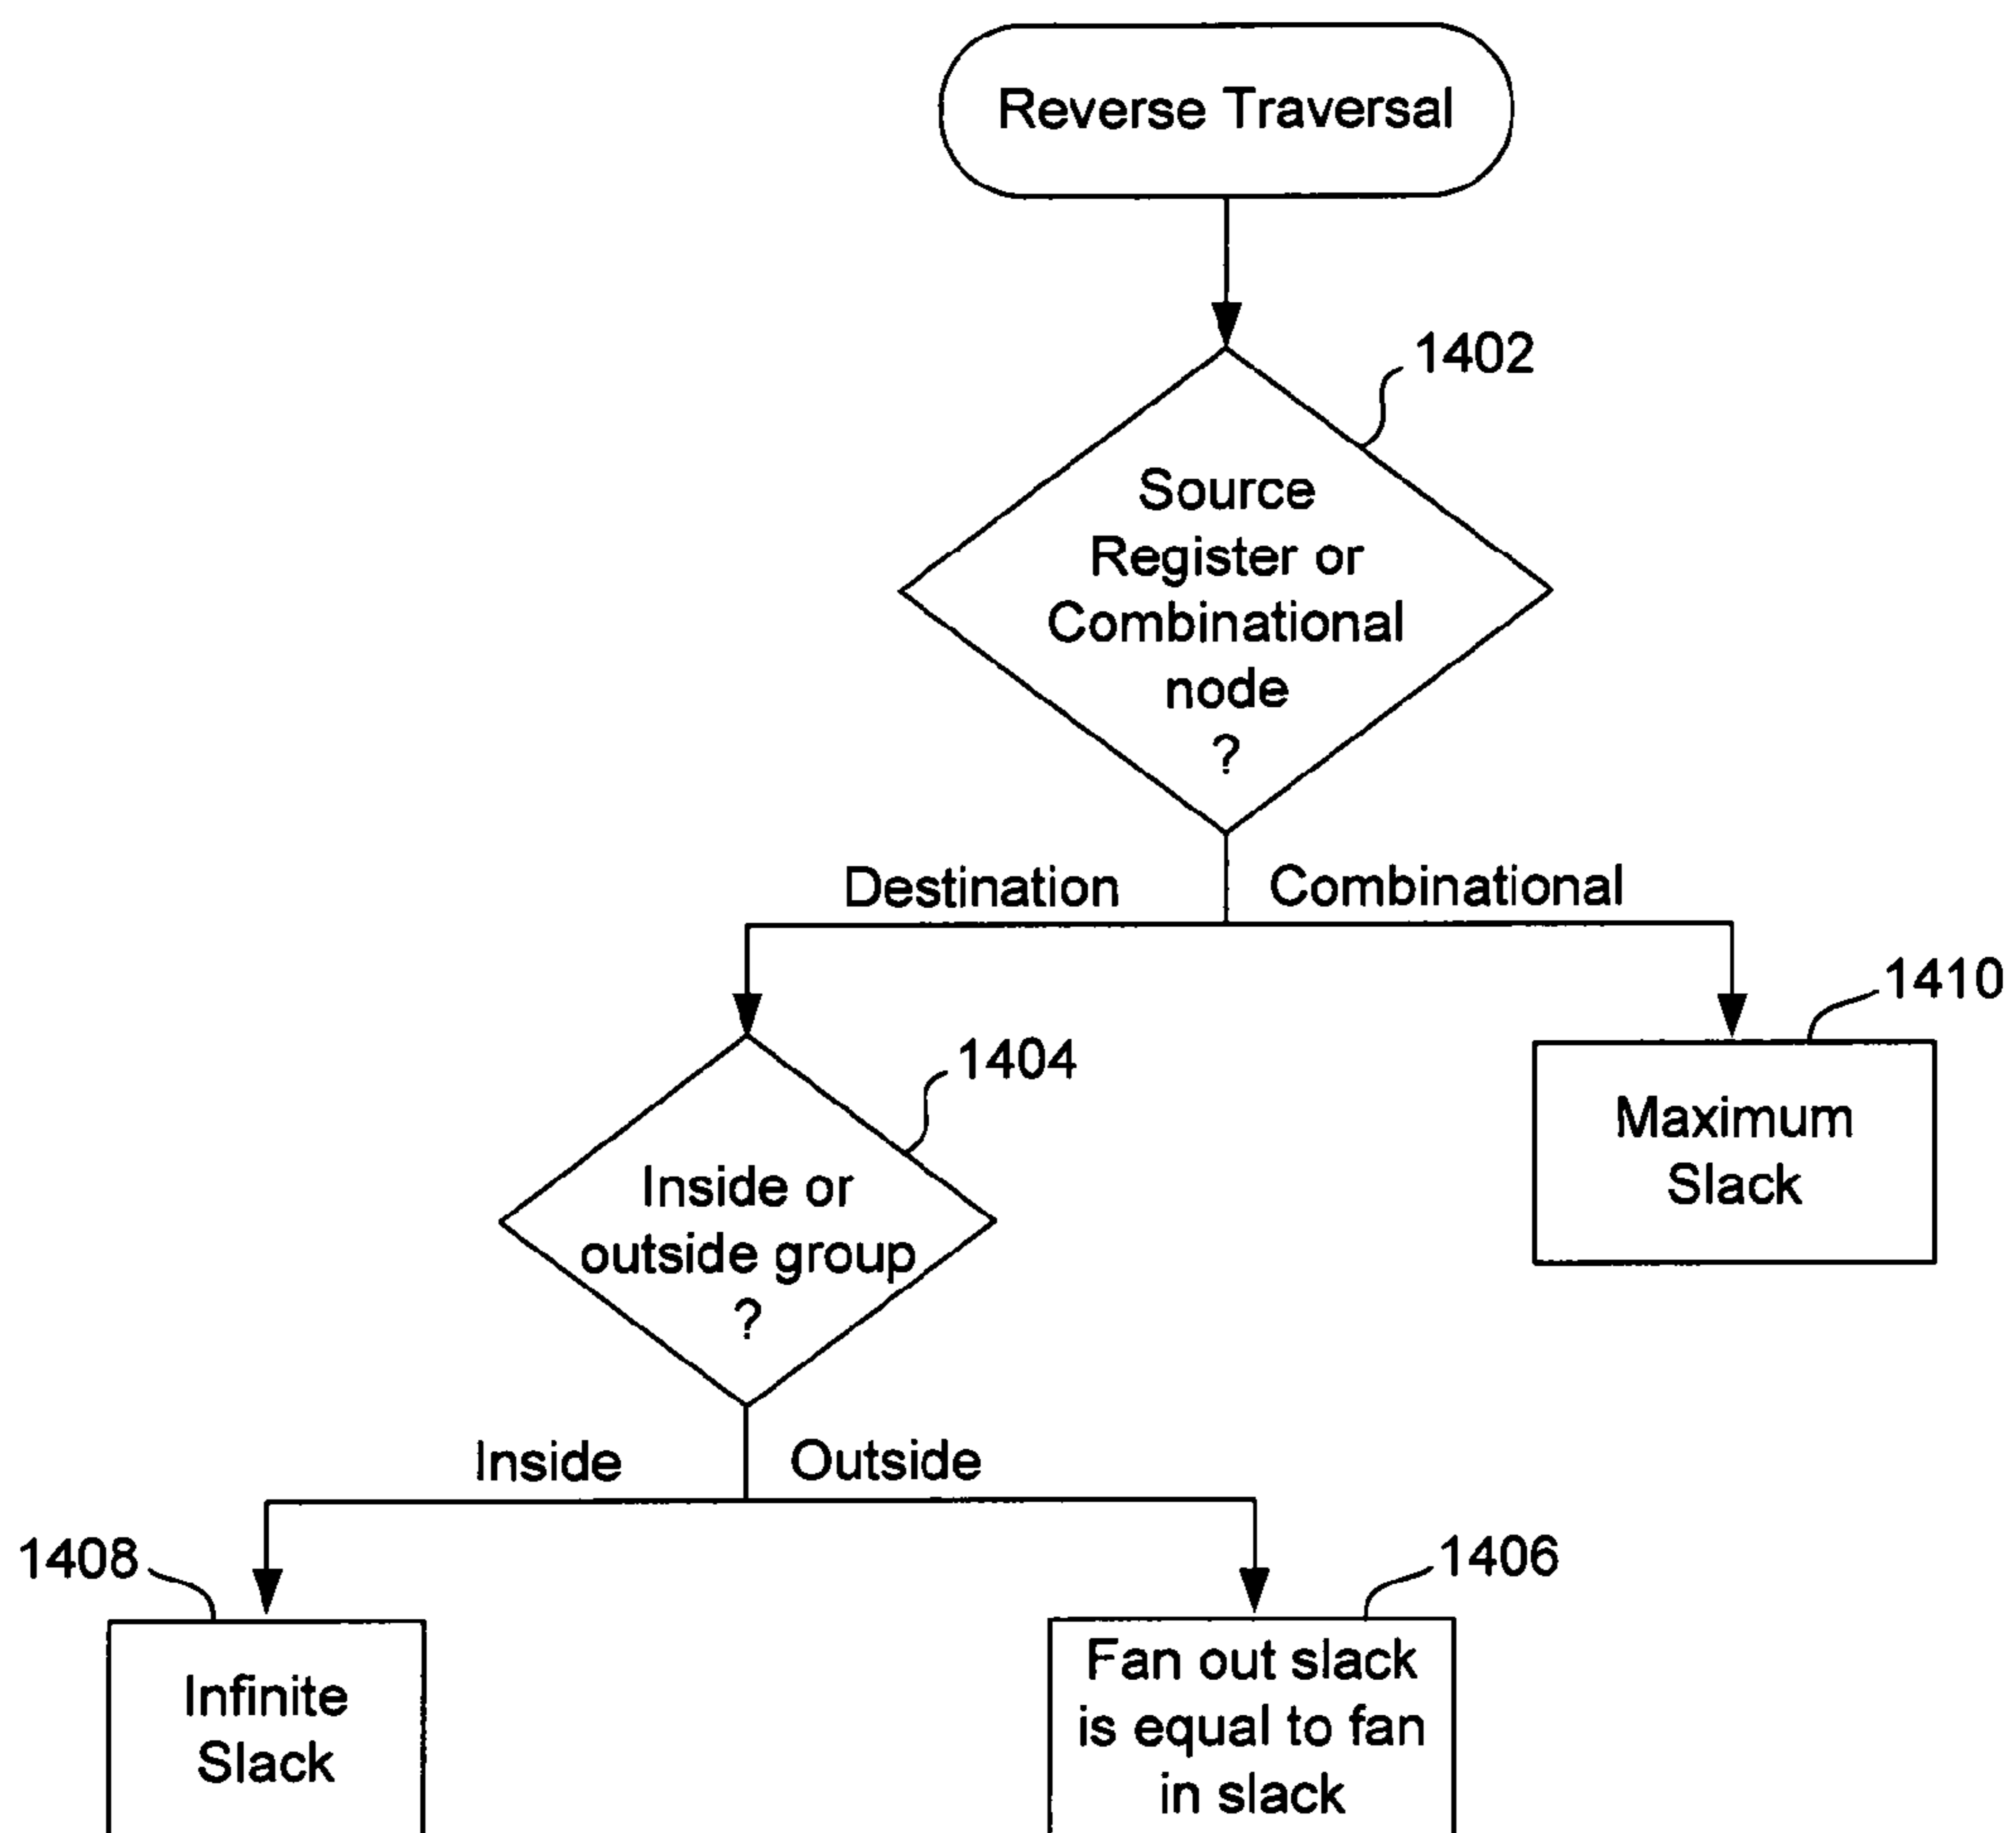 Reverse Traversal
1402
Source
Register or
Combinational
node
?
Destination
Combinational
1410
1404
Maximum
Slack
Inside or
outside group
?
Inside
Outside
1408
1406
Infinite
Slack
Fan out slack
is equal to fan
in slack